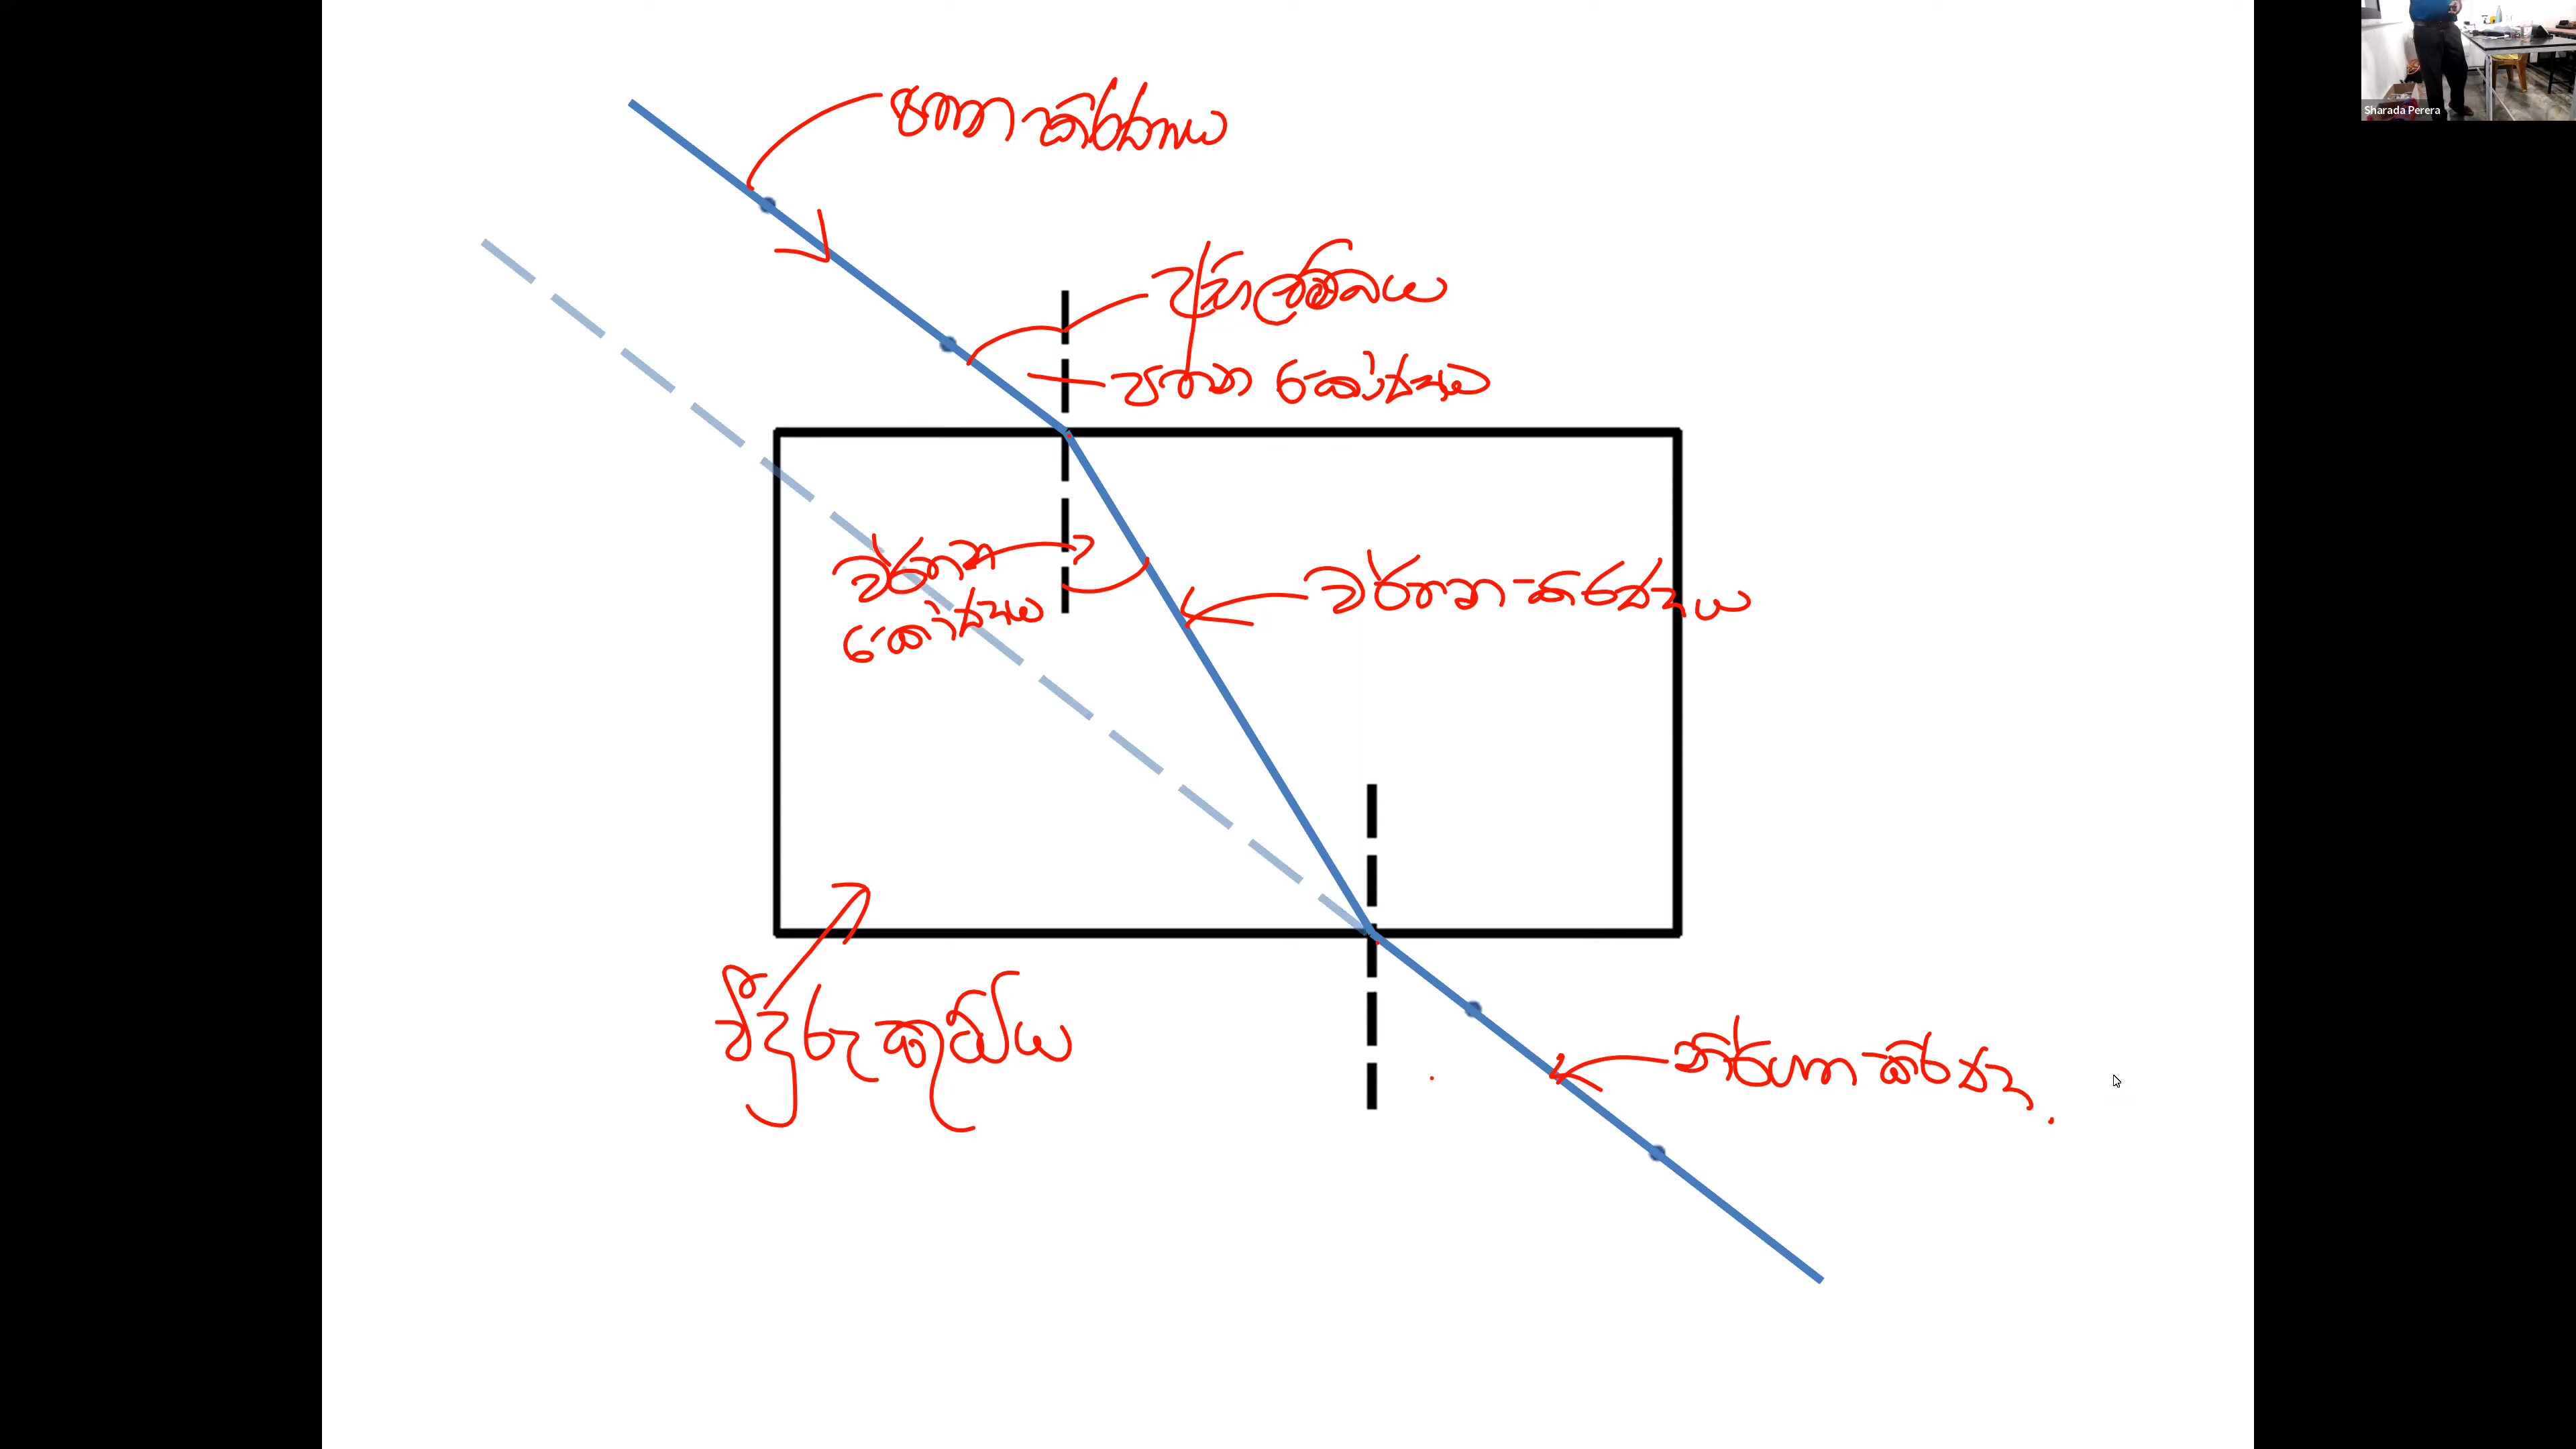 Sharada Perera
පතන කිරණය
අභිලම්බය
පතන කෝණය
වර්තන
කෝණය
වර්තන කිරණය
වීදුරු කුට්ටිය
නිර්ගත කිරණ